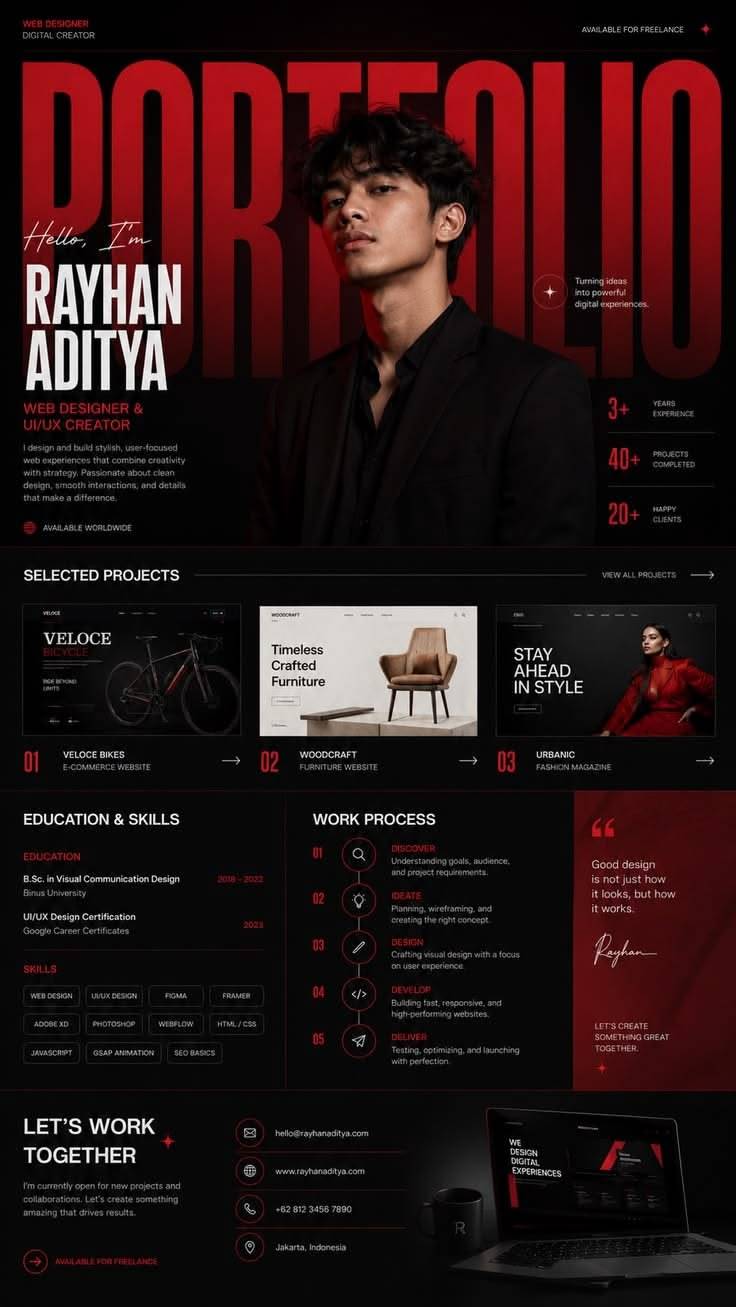 WEB DESIGNER
DIGITAL CREATOR
AVAILABLE FOR FREELANCE
PORTFOLIO
Hello, I'm
RAYHAN
ADITYA
WEB DESIGNER &
UI/UX CREATOR
I design and build stylish, user-focused
web experiences that combine creativity
with strategy. Passionate about clean
design, smooth interactions, and details
that make a difference.
AVAILABLE WORLDWIDE
Turning ideas
into powerful
digital experiences.
3+ YEARS
EXPERIENCE
40+ PROJECTS
COMPLETED
20+ HAPPY
CLIENTS
SELECTED PROJECTS
VIEW ALL PROJECTS
VELOCE
VELOCE
BICYCLE
RIDE BEYOND
LIMITS
01 VELOCE BIKES
E-COMMERCE WEBSITE
WOODCRAFT
Timeless
Crafted
Furniture
02 WOODCRAFT
FURNITURE WEBSITE
STAY
AHEAD
IN STYLE
03 URBANIC
FASHION MAGAZINE
EDUCATION & SKILLS
EDUCATION
B.Sc. in Visual Communication Design 2018 – 2022
Binus University
UI/UX Design Certification
Google Career Certificates 2023
SKILLS
WEB DESIGN UI/UX DESIGN FIGMA FRAMER
ADOBE XD PHOTOSHOP WEBFLOW HTML / CSS
JAVASCRIPT GSAP ANIMATION SEO BASICS
WORK PROCESS
01 DISCOVER
Understanding goals, audience,
and project requirements.
02 IDEATE
Planning, wireframing, and
creating the right concept.
03 DESIGN
Crafting visual design with a focus
on user experience.
04 </> DEVELOP
Building fast, responsive, and
high-performing websites.
05 DELIVER
Testing, optimizing, and launching
with perfection.
“
Good design
is not just how
it looks, but how
it works.
Rayhan
LET'S CREATE
SOMETHING GREAT
TOGETHER.
LET'S WORK
TOGETHER
I'm currently open for new projects and
collaborations. Let's create something
amazing that drives results.
AVAILABLE FOR FREELANCE
hello@rayhanaditya.com
www.rayhanaditya.com
+62 812 3456 7890
Jakarta, Indonesia
R
WE
DESIGN
DIGITAL
EXPERIENCES